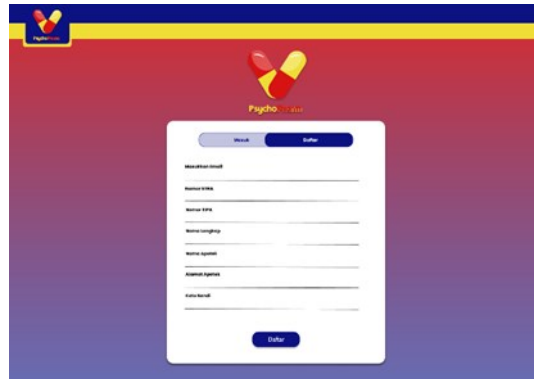 Masuk
Daftar
Masukkan Email
Nomor STRA
Nomor SIPA
Nama Lengkap
Nama Apotek
Alamat Apotek
Kata Sandi
Daftar